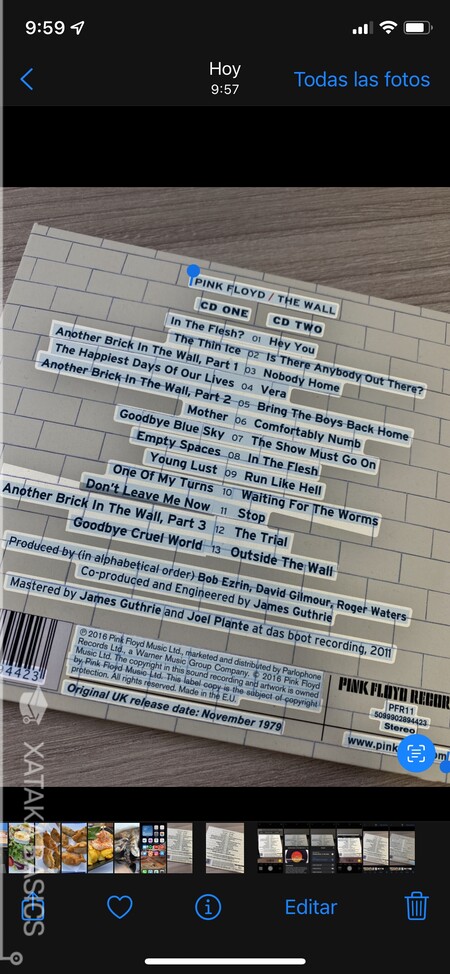 9:59
Hoy
9:57
Todas las fotos
PINK FLOYD / THE WALL
CD ONE CD TWO
In The Flesh? 01 Hey You
The Thin Ice 02 Is There Anybody Out There?
Another Brick In The Wall, Part 1 03 Nobody Home
The Happiest Days Of Our Lives 04 Vera
Another Brick In The Wall, Part 2 05 Bring The Boys Back Home
Mother 06 Comfortably Numb
Goodbye Blue Sky 07 The Show Must Go On
Empty Spaces 08 In The Flesh
Young Lust 09 Run Like Hell
One Of My Turns 10 Waiting For The Worms
Don't Leave Me Now 11 Stop
Another Brick In The Wall, Part 3 12 The Trial
Goodbye Cruel World 13 Outside The Wall
Produced by (in alphabetical order) Bob Ezrin, David Gilmour, Roger Waters
Co-produced and Engineered by James Guthrie
Mastered by James Guthrie and Joel Plante at das boot recording, 2011
℗ 2016 Pink Floyd Music Ltd., marketed and distributed by Parlophone
Records Ltd., a Warner Music Group Company. © 2016 Pink Floyd
Music Ltd. The copyright in this sound recording and artwork is owned
by Pink Floyd Music Ltd. This label copy is the subject of copyright
protection. All rights reserved. Made in the E.U.
Original UK release date: November 1979
4423
PINK FLOYD RECOR
PFR11
5099902894423
Stereo
www.pink
XATAKA BASICS
Editar